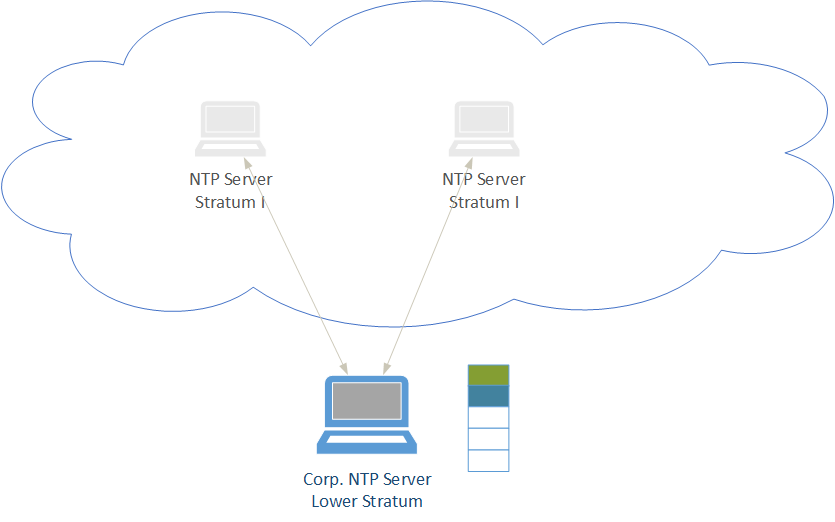 NTP Server
Stratum I
NTP Server
Stratum I
Corp. NTP Server
Lower Stratum